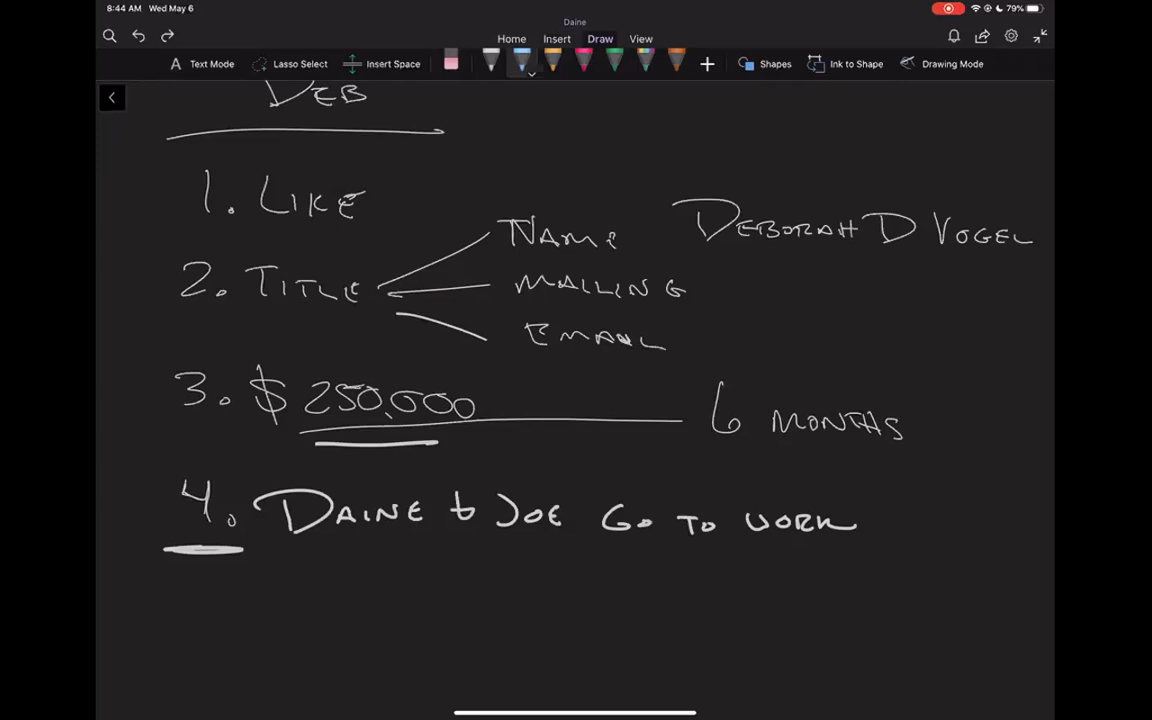 8:44 AM Wed May 6
79%
Daine
Home Insert Draw View
Text Mode Lasso Select Insert Space Shapes Ink to Shape Drawing Mode
DEB
1. LIKE
NAME DEBORAH D VOGEL
2. TITLE
MAILING
EMAIL
3. $ 250,000 6 MONTHS
4. DAINE & JOE GO TO WORK